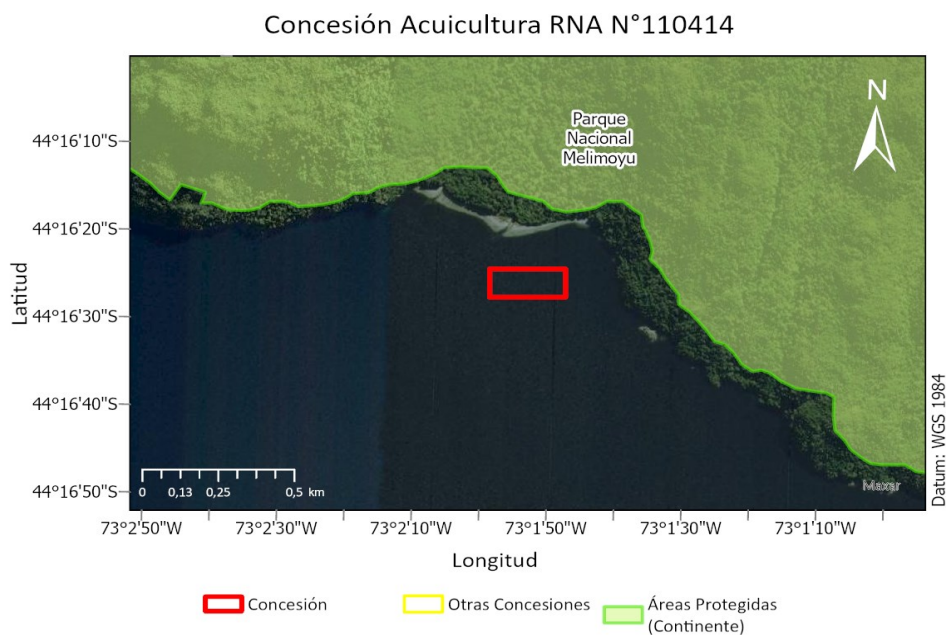 Concesión Acuicultura RNA N°110414
N
Parque
Nacional
Melimoyu
44°16'10"S
44°16'20"S
44°16'30"S
44°16'40"S
44°16'50"S
Latitud
Datum: WGS 1984
Maxar
0 0,13 0,25 0,5 km
73°2'50"W 73°2'30"W 73°2'10"W 73°1'50"W 73°1'30"W 73°1'10"W
Longitud
Concesión Otras Concesiones Áreas Protegidas
(Continente)